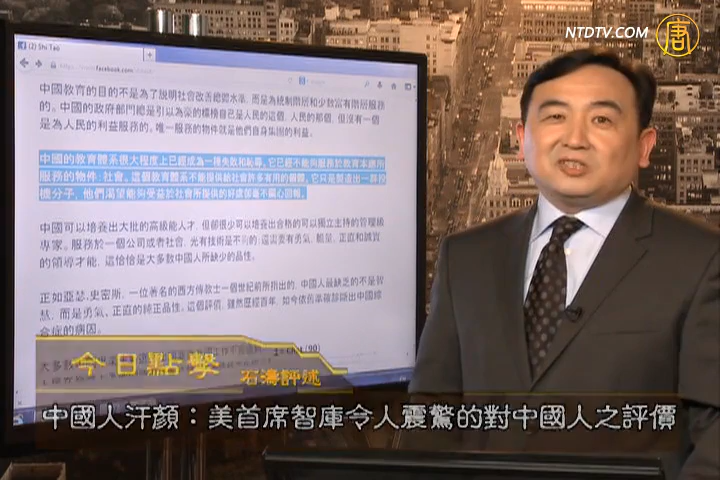 NTDTV.COM 唐
(2) Shi Tao
facebook.com
中國教育的目的不是為了說明社會改善總體水準，而是為統制階層和少數富有階層服務
的。中國的政府部門總是引以為豪的標榜自己是人民的這個，人民的那個，但沒有一個
是為人民的利益服務的。唯一服務的物件就是他們自身集團的利益。
中國的教育體系很大程度上已經成為一種失敗和恥辱。它已經不能夠服務於教育本應所
服務的物件：社會。這個教育體系不能提供給社會許多有用的個體。它只是製造出一群投
機分子，他們渴望能夠受益於社會所提供的好處卻毫不關心回報。
中國可以培養出大批的高級能人才，但卻很少可以培養出合格的可以獨立主持的管理級
專家。服務於一個公司或者社會，光有技術是不夠的；還需要有勇氣、膽量、正直和誠實
的領導才能，這恰恰是大多數中國人所缺少的品性。
正如亞瑟.史密斯，一位著名的西方傳教士一個世紀前所指出的，中國人最缺乏的不是智
慧，而是勇氣、正直的純正品性。這個評價，雖然歷經百年，如今依舊準確診斷出中國綜
合症的病因。
今日點擊
石濤評述
中國人汗顏：美首席智庫令人震驚的對中國人之評價